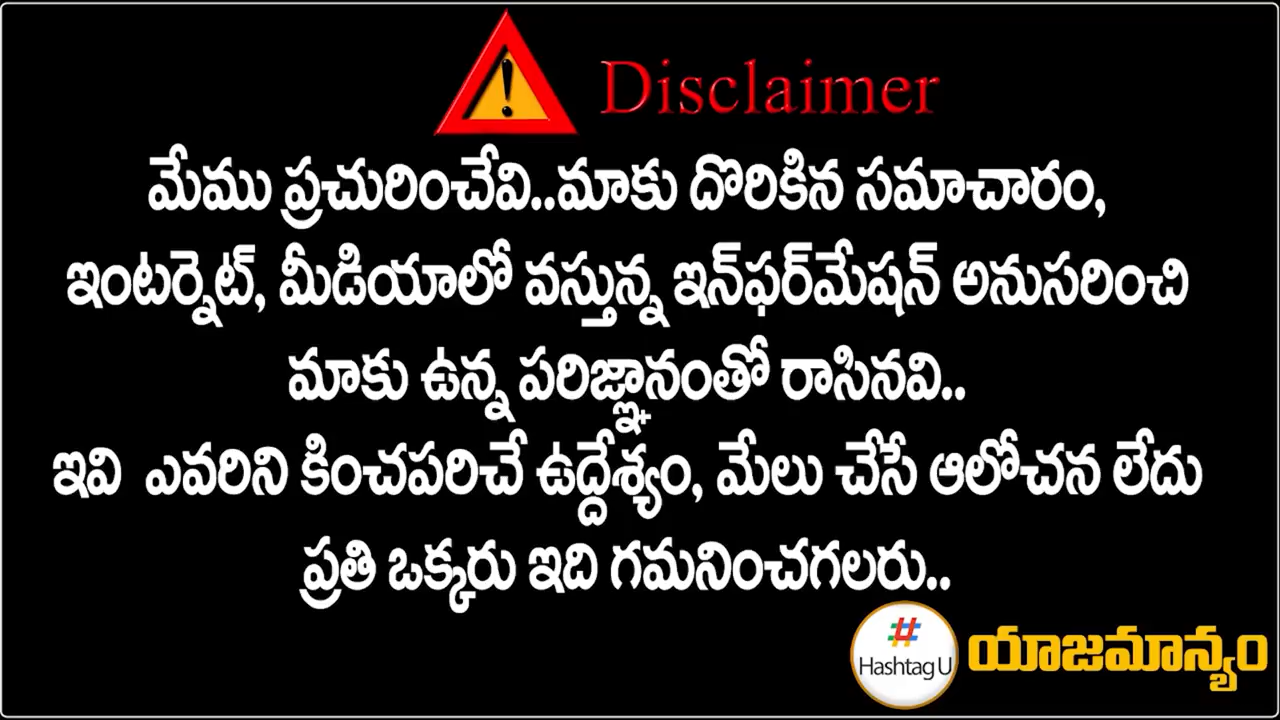 Disclaimer
మేము ప్రచురించేవి..మాకు దొరికిన సమాచారం,
ఇంటర్నెట్, మీడియాలో వస్తున్న ఇన్‌ఫర్‌మేషన్ అనుసరించి
మాకు ఉన్న పరిజ్ఞానంతో రాసినవి..
ఇవి ఎవరిని కించపరిచే ఉద్దేశ్యం, మేలు చేసే ఆలోచన లేదు
ప్రతి ఒక్కరు ఇది గమనించగలరు..
#
Hashtag U యాజమాన్యం